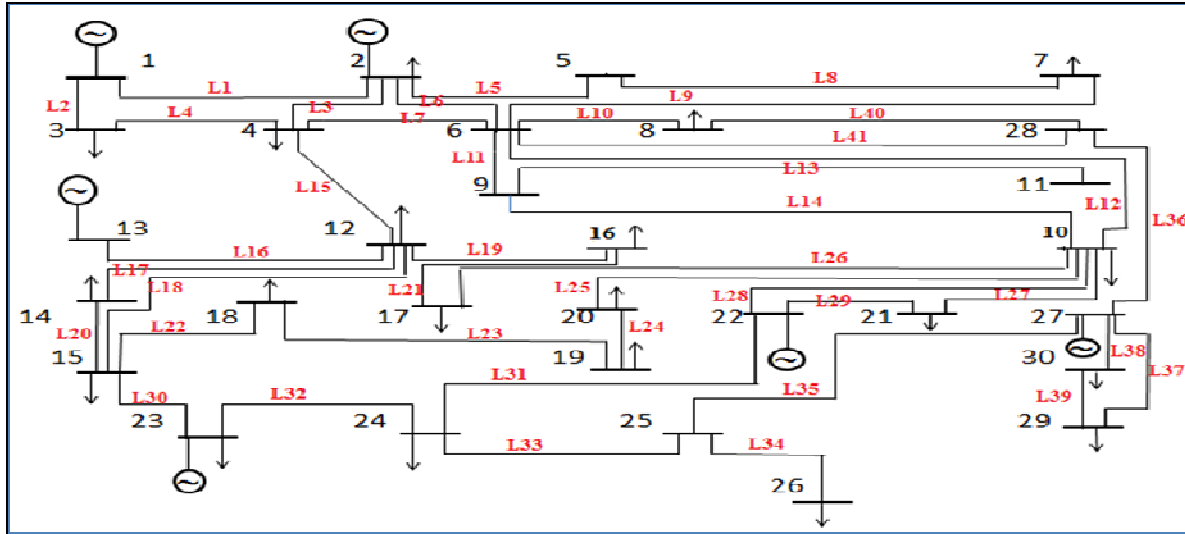 1 2 5 7
L1 L5 L8
L2 L3 L6 L9
L4 L7 L10 L40
3 4 6 8 28
L41
L11
L13
L15 9 11
L14 L12
L36
13 12 16 10
L16 L19 L26
L17
L18 L21 L25 L28 L29 L27
14 18 17 20 22 21 27
L20 L22 L23 L24
15 19 30 L38
L31 L35 L37
L30 L32 L39
23 24 25 29
L33 L34
26